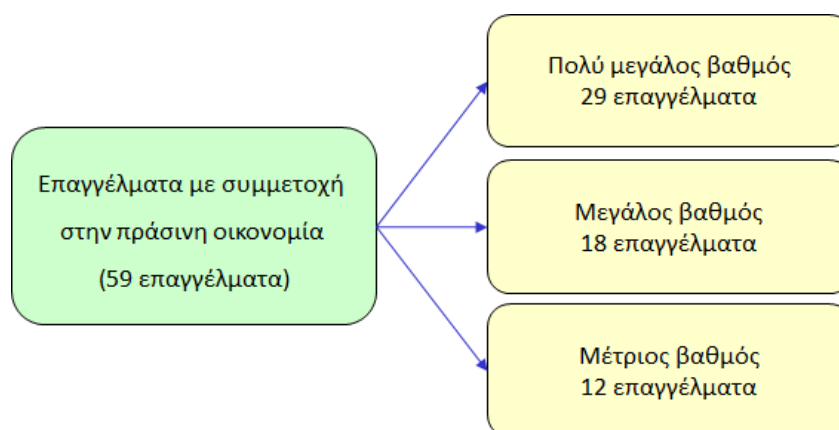 Επαγγέλματα με συμμετοχή
στην πράσινη οικονομία
(59 επαγγέλματα)
Πολύ μεγάλος βαθμός
29 επαγγέλματα
Μεγάλος βαθμός
18 επαγγέλματα
Μέτριος βαθμός
12 επαγγέλματα